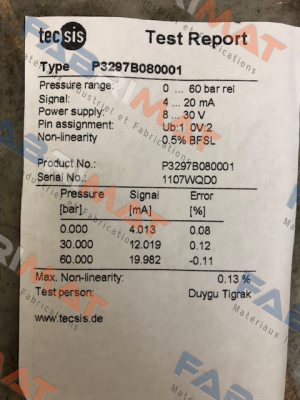 tecsis Test Report
Type P3297B080001
Pressure range: 0 ... 60 bar rel
Signal: 4 ... 20 mA
Power supply: 8 ... 30 V
Pin assignment: Ub:1 0V:2
Non-linearity 0.5% BFSL
Product No.: P3297B080001
Serial No.: 1107WQD0
Pressure Signal Error
[bar] [mA] [%]
0.000 4.013 0.08
30.000 12.019 0.12
60.000 19.982 -0.11
Max. Non-linearity: 0.13 %
Test person: Duygu Tigrak
www.tecsis.de
FABRIMAT